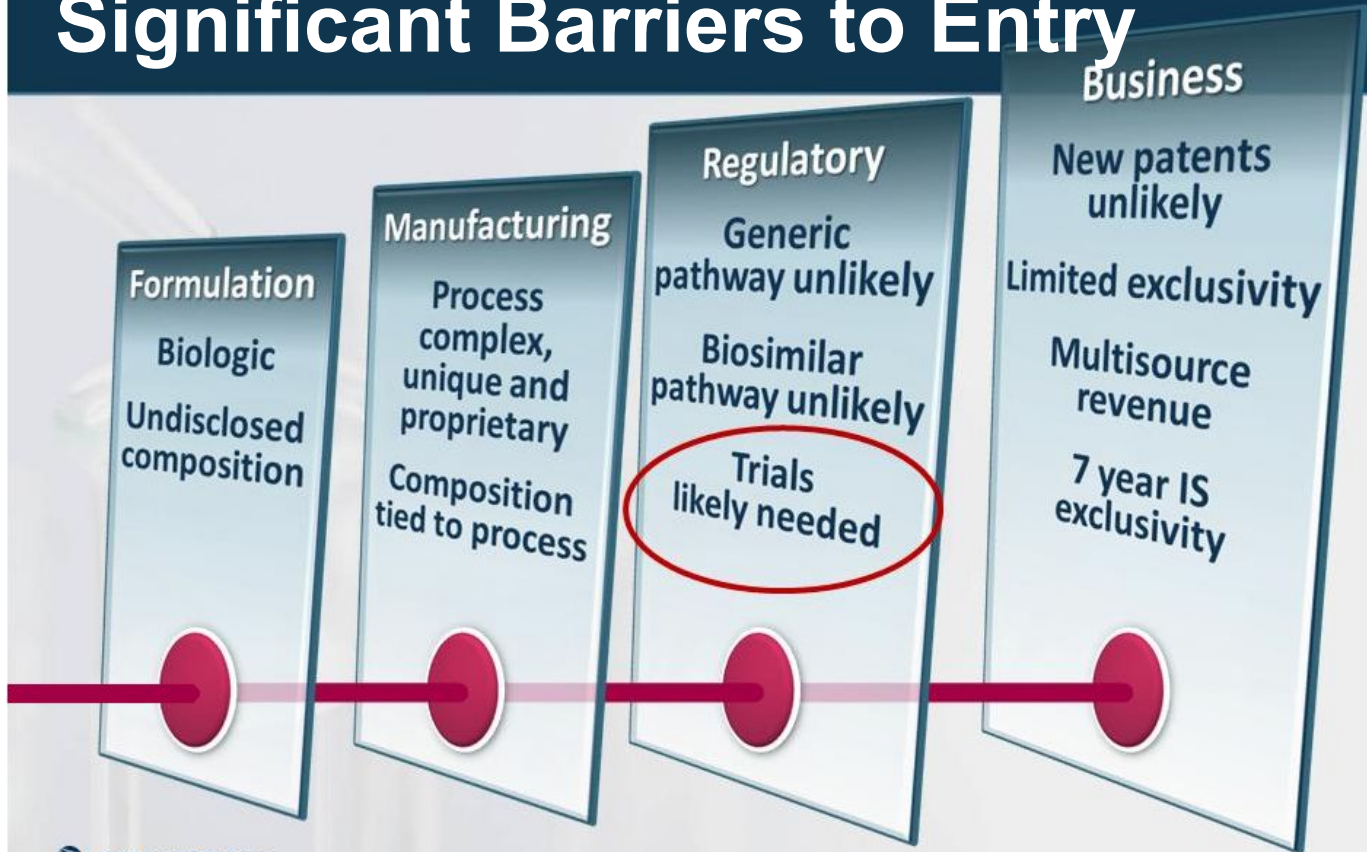 Significant Barriers to Entry
Formulation
Biologic
Undisclosed
composition
Manufacturing
Process
complex,
unique and
proprietary
Composition
tied to process
Regulatory
Generic
pathway unlikely
Biosimilar
pathway unlikely
Trials
likely needed
Business
New patents
unlikely
Limited exclusivity
Multisource
revenue
7 year IS
exclusivity